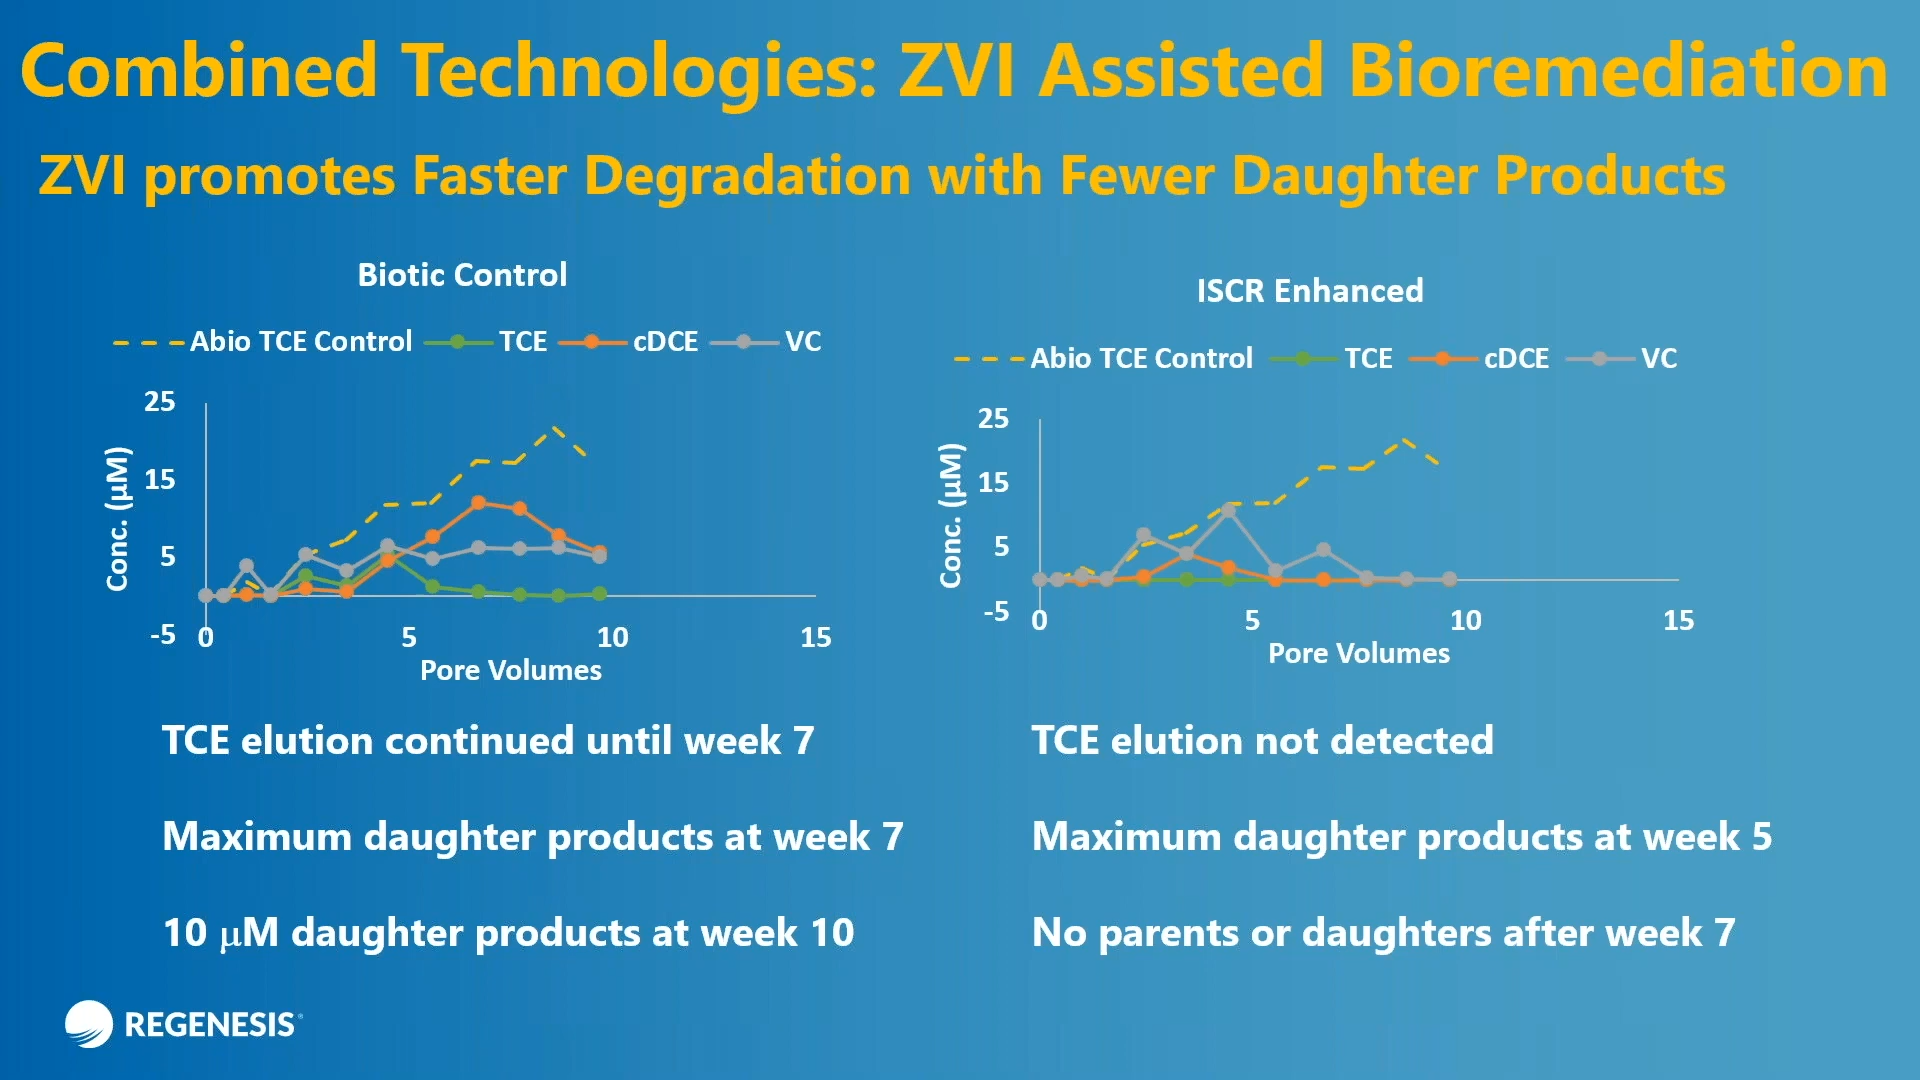 Combined Technologies: ZVI Assisted Bioremediation
ZVI promotes Faster Degradation with Fewer Daughter Products
Biotic Control
Abio TCE Control TCE cDCE VC
25
15
5
-5
Conc. (µM)
0 5 10 15
Pore Volumes
TCE elution continued until week 7
Maximum daughter products at week 7
10 µM daughter products at week 10
ISCR Enhanced
Abio TCE Control TCE cDCE VC
25
15
5
-5
Conc. (µM)
0 5 10 15
Pore Volumes
TCE elution not detected
Maximum daughter products at week 5
No parents or daughters after week 7
REGENESIS®